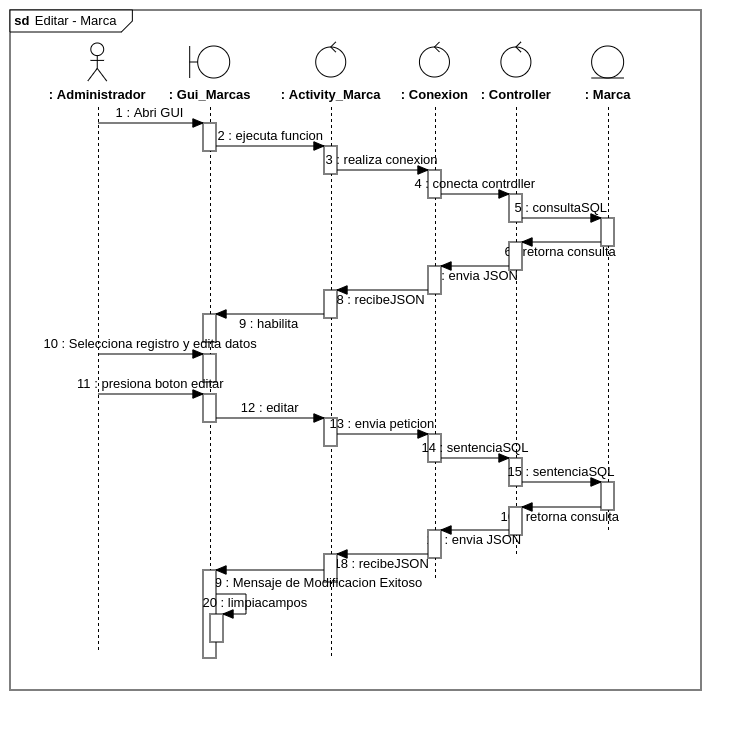 sd Editar - Marca
: Administrador : Gui_Marcas : Activity_Marca : Conexion : Controller : Marca
1 : Abri GUI
2 : ejecuta funcion
3 : realiza conexion
4 : conecta controller
5 : consultaSQL
6 retorna consulta
: envia JSON
8 : recibeJSON
9 : habilita
10 : Selecciona registro y edita datos
11 : presiona boton editar
12 : editar
13 : envia peticion
14 : sentenciaSQL
15 : sentenciaSQL
1 retorna consulta
: envia JSON
18 : recibeJSON
9 : Mensaje de Modificacion Exitoso
20 : limpiacampos